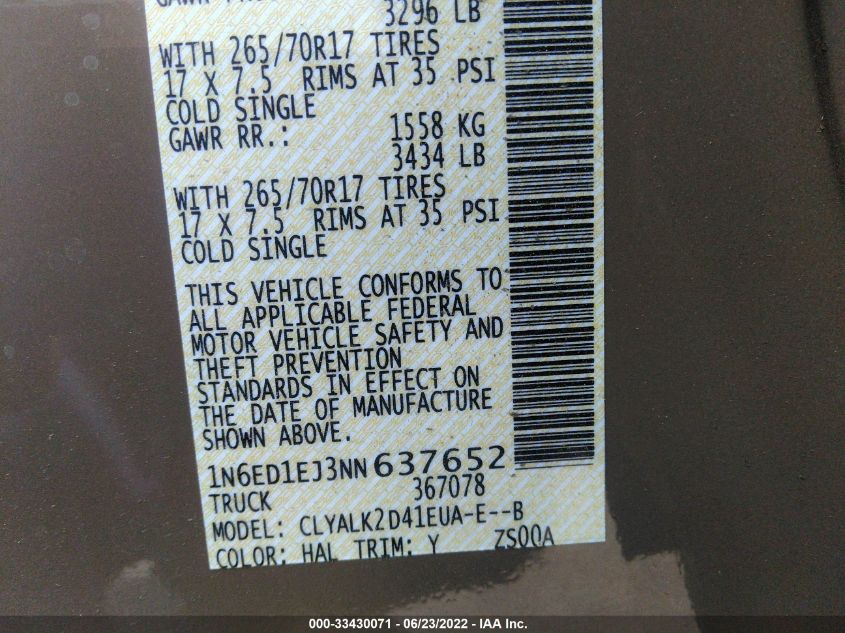 3296 LB
WITH 265/70R17 TIRES
17 X 7.5 RIMS AT 35 PSI
COLD SINGLE
GAWR RR.: 1558 KG
3434 LB
WITH 265/70R17 TIRES
17 X 7.5 RIMS AT 35 PSI
COLD SINGLE
THIS VEHICLE CONFORMS TO
ALL APPLICABLE FEDERAL
MOTOR VEHICLE SAFETY AND
THEFT PREVENTION
STANDARDS IN EFFECT ON
THE DATE OF MANUFACTURE
SHOWN ABOVE.
1N6ED1EJ3NN637652
TRUCK 367078
MODEL: CLYALK2D41EUA-E--B
COLOR: HAL TRIM: Y ZS00A
000-33430071 - 06/23/2022 - IAA Inc.